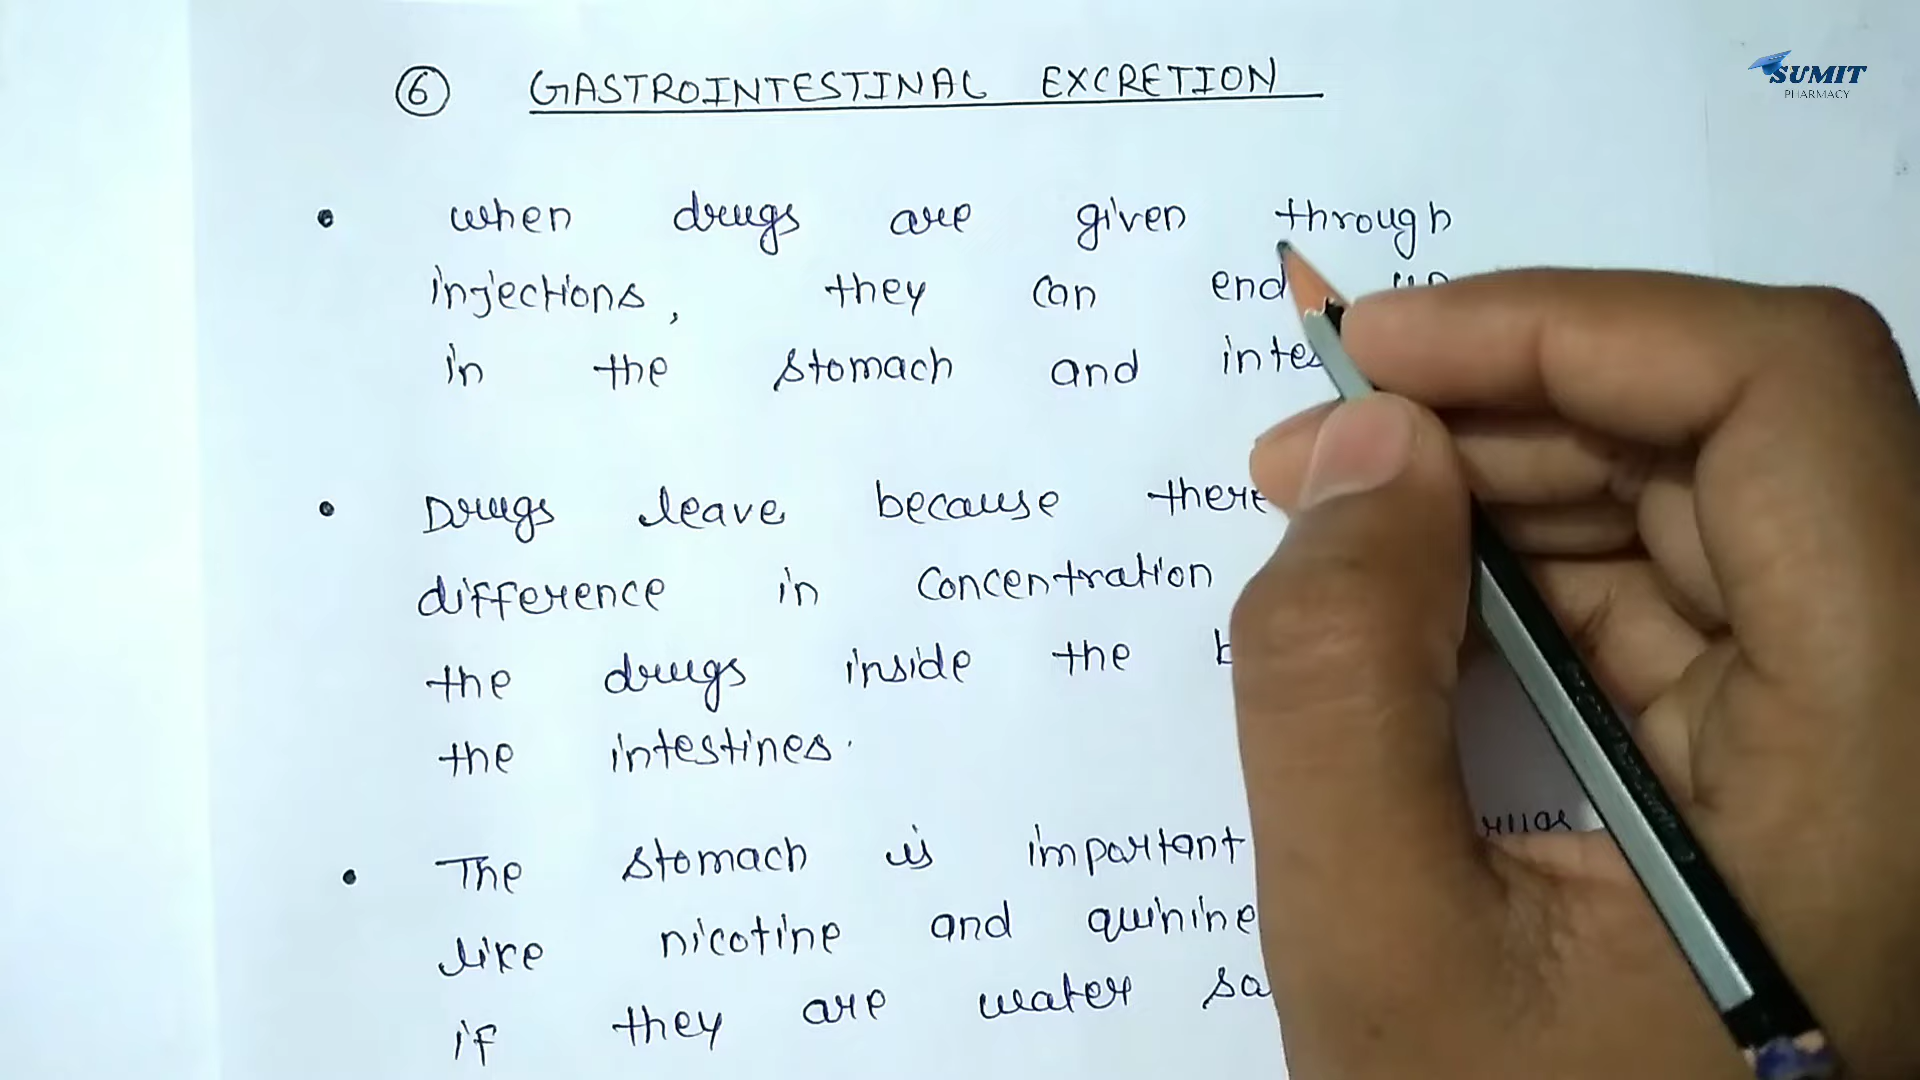 SUMIT
PHARMACY
⑥ GASTROINTESTINAL EXCRETION
• when drugs are given through
injections, they can end up
in the stomach and
• Drugs leave because there
difference in concentration
the drugs inside the
the intestines.
• The stomach is important
like nicotine and quinine
if they are water